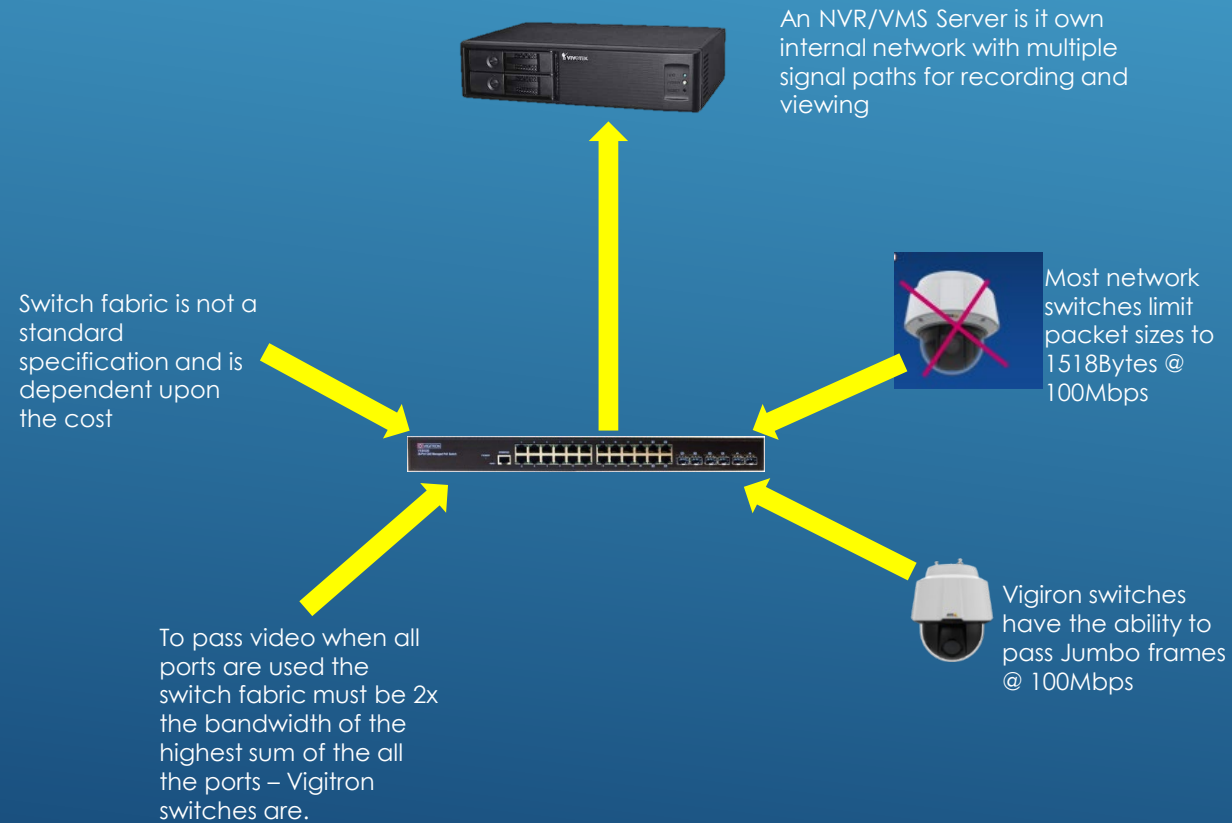 An NVR/VMS Server is it own
internal network with multiple
signal paths for recording and
viewing
VIVOTEK
Switch fabric is not a
standard
specification and is
dependent upon
the cost
Most network
switches limit
packet sizes to
1518Bytes @
100Mbps
VIGITRON
To pass video when all
ports are used the
switch fabric must be 2x
the bandwidth of the
highest sum of the all
the ports – Vigitron
switches are.
Vigiron switches
have the ability to
pass Jumbo frames
@ 100Mbps